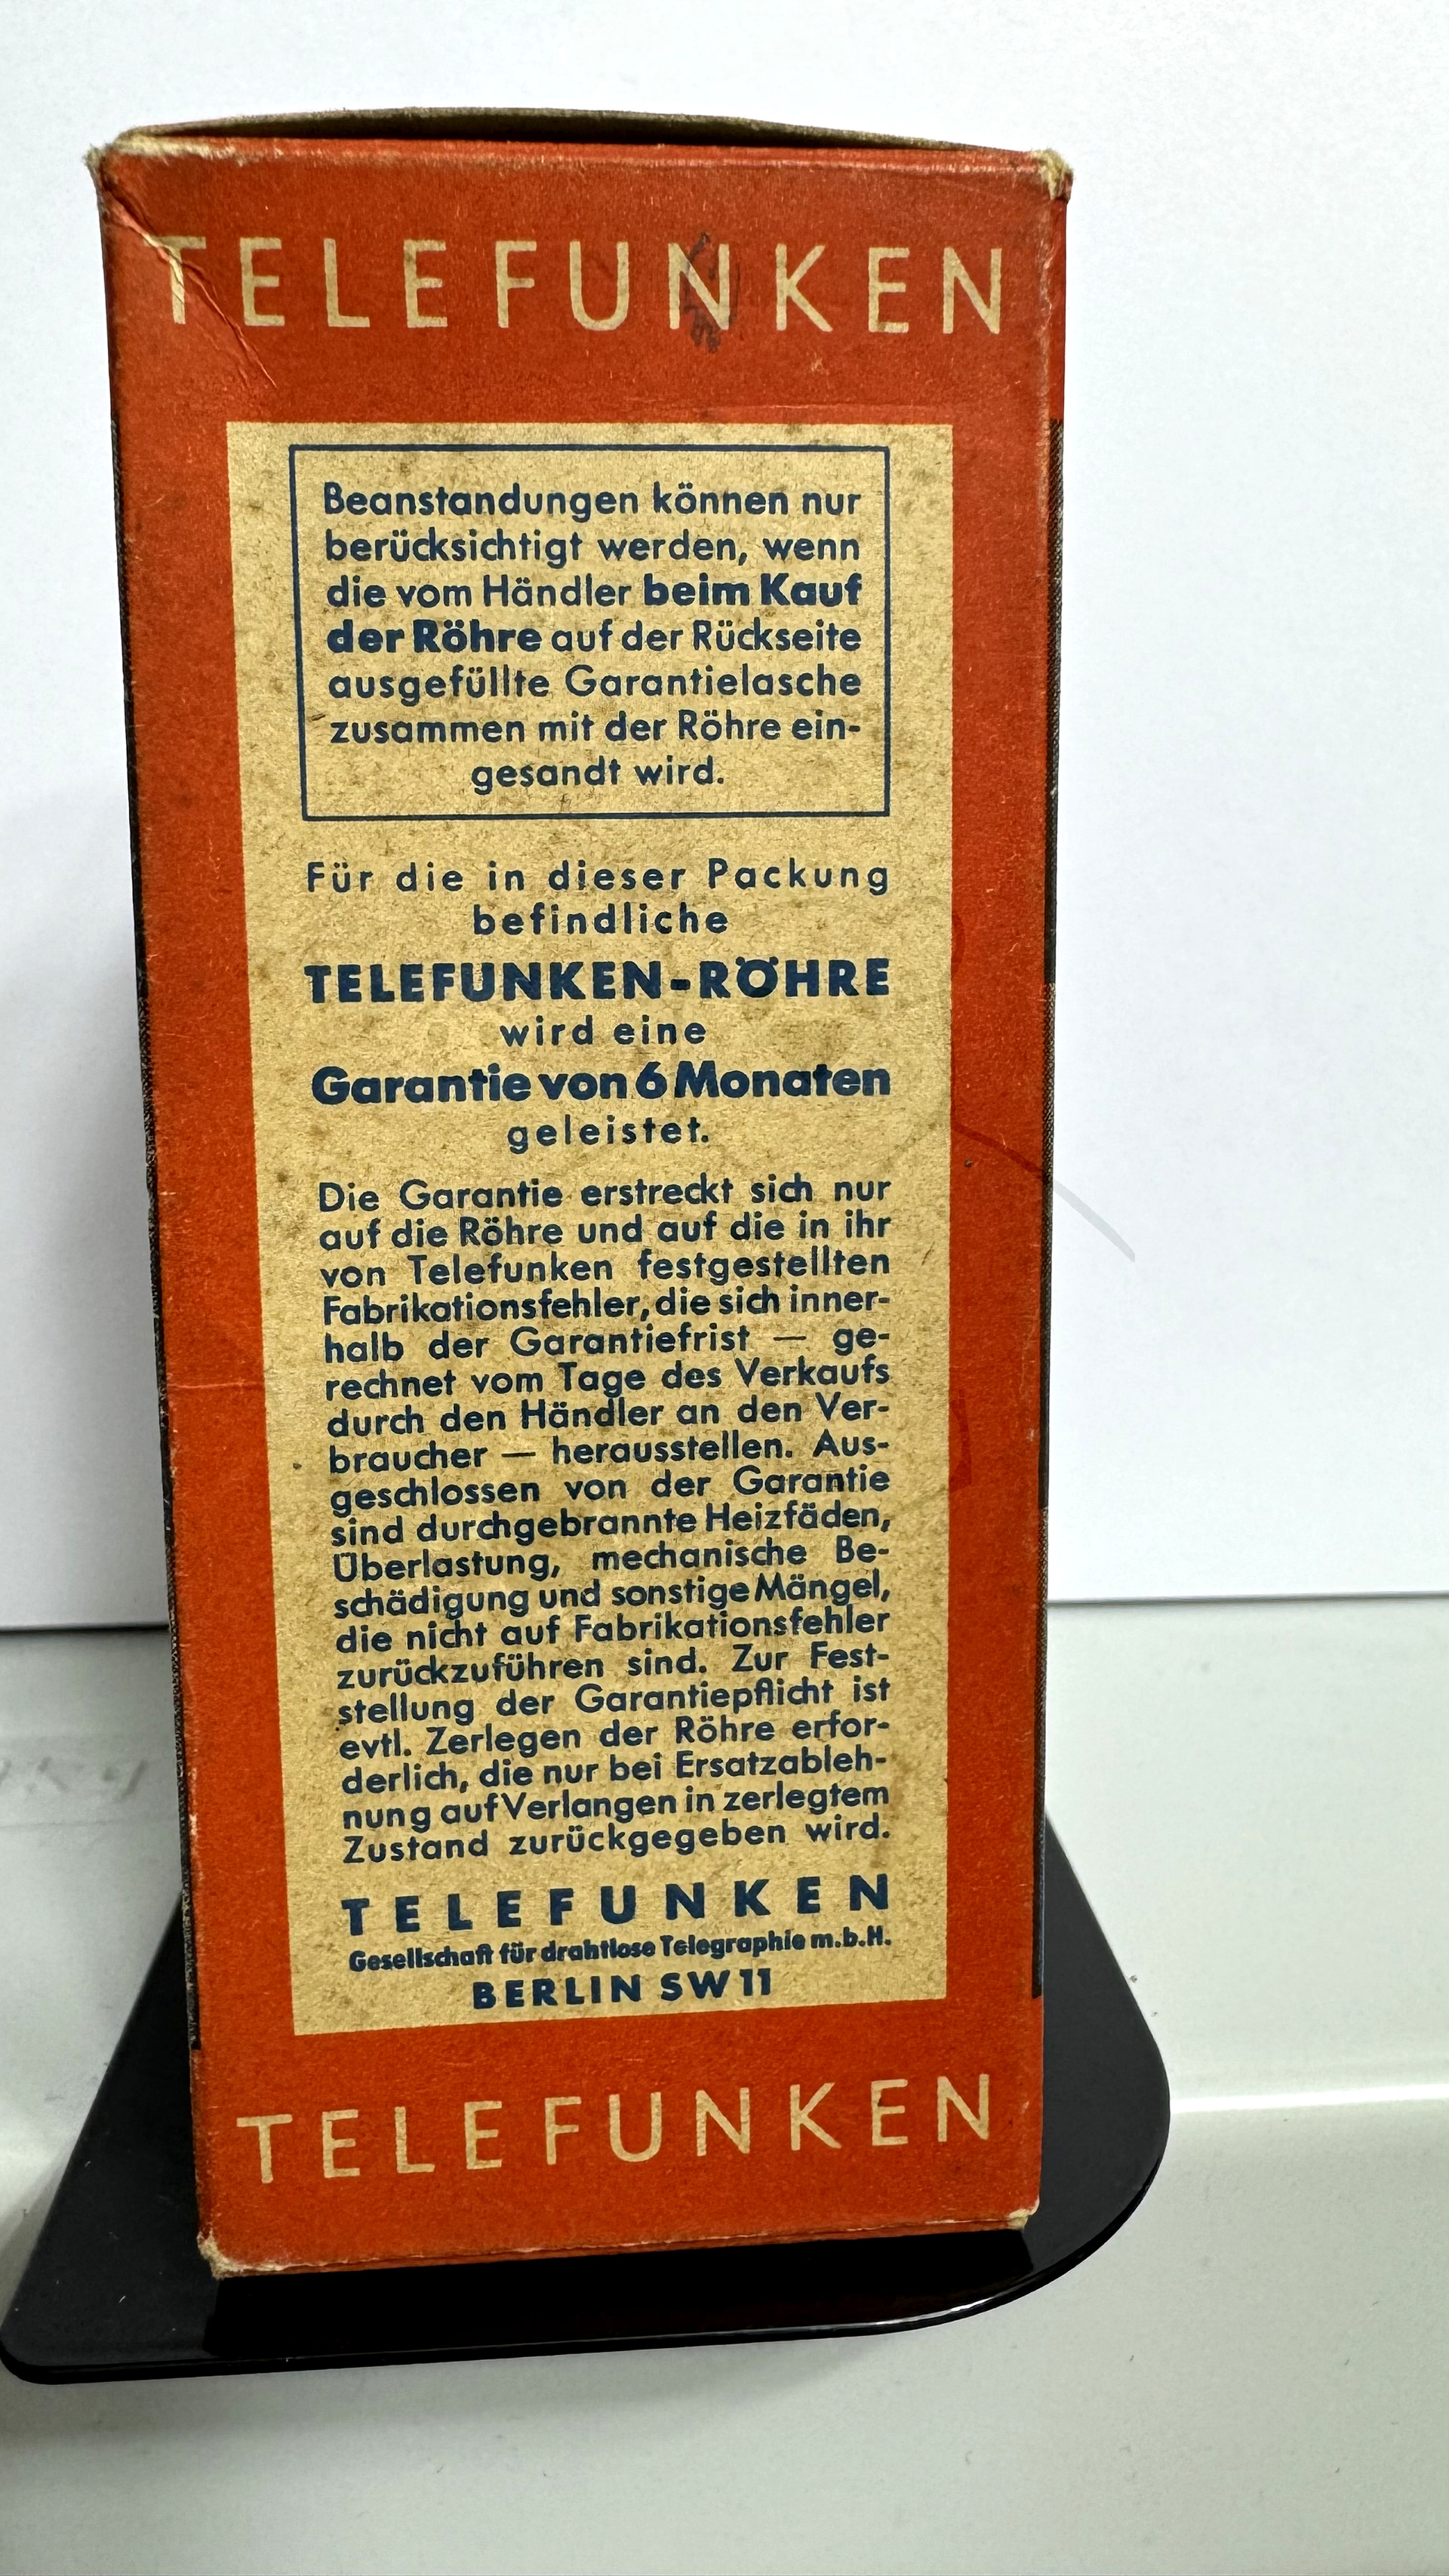 TELEFUNKEN
Beanstandungen können nur
berücksichtigt werden, wenn
die vom Händler beim Kauf
der Röhre auf der Rückseite
ausgefüllte Garantielasche
zusammen mit der Röhre ein-
gesandt wird.
Für die in dieser Packung
befindliche
TELEFUNKEN-RÖHRE
wird eine
Garantie von 6 Monaten
geleistet.
Die Garantie erstreckt sich nur
auf die Röhre und auf die in ihr
von Telefunken festgestellten
Fabrikationsfehler, die sich inner-
halb der Garantiefrist — ge-
rechnet vom Tage des Verkaufs
durch den Händler an den Ver-
braucher — herausstellen. Aus-
geschlossen von der Garantie
sind durchgebrannte Heizfäden,
Überlastung, mechanische Be-
schädigung und sonstige Mängel,
die nicht auf Fabrikationsfehler
zurückzuführen sind. Zur Fest-
stellung der Garantiepflicht ist
evtl. Zerlegen der Röhre erfor-
derlich, die nur bei Ersatzableh-
nung auf Verlangen in zerlegtem
Zustand zurückgegeben wird.
TELEFUNKEN
Gesellschaft für drahtlose Telegraphie m.b.H.
BERLIN SW 11
TELEFUNKEN